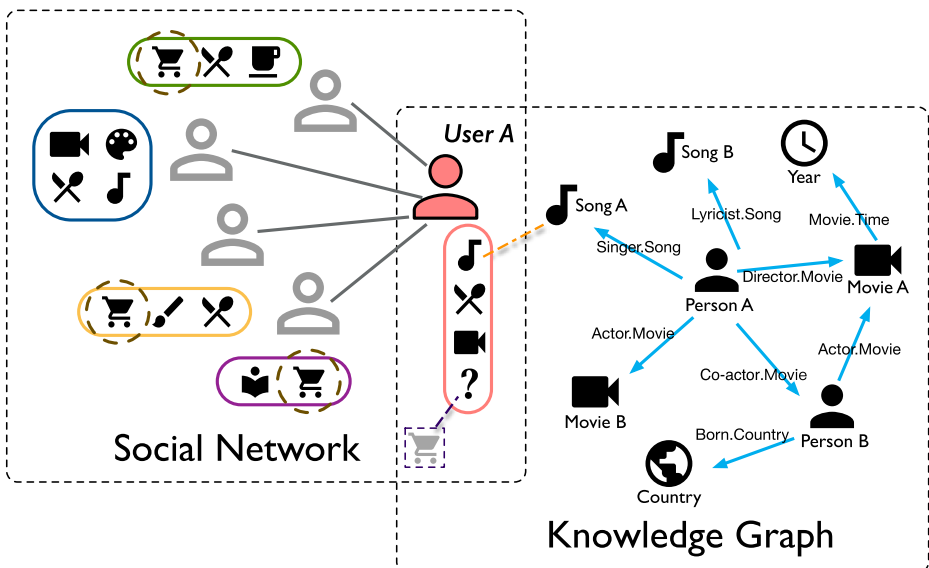 User A
Song B
Year
Song A
Lyricist.Song
Movie.Time
Singer.Song
Director.Movie
Movie A
Person A
Actor.Movie
Actor.Movie
Co-actor.Movie
Movie B
Born.Country
Person B
?
Social Network
Country
Knowledge Graph